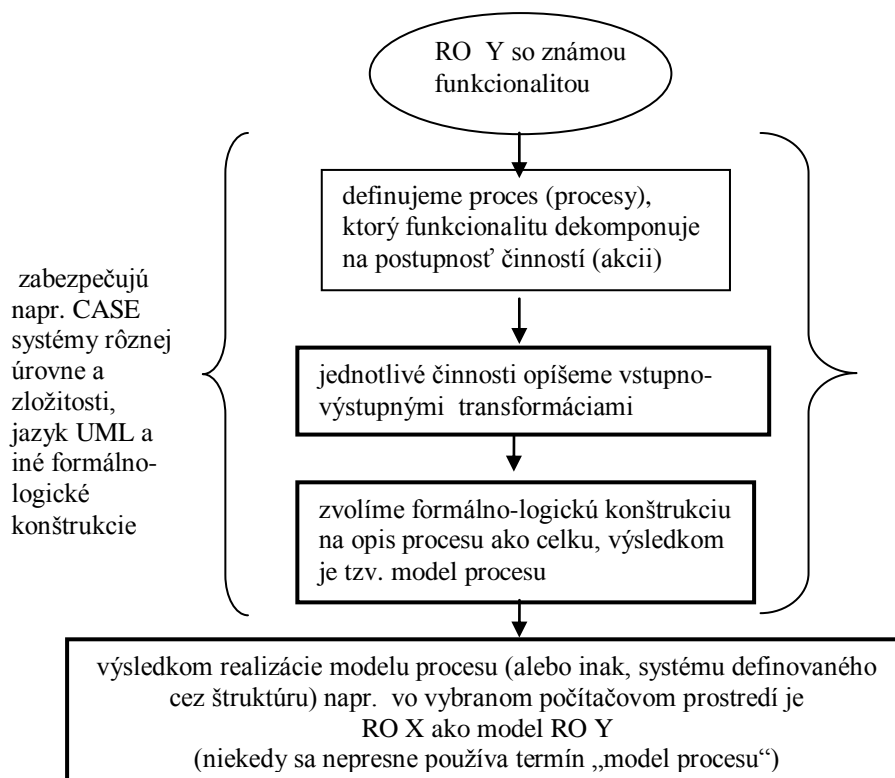 RO Y so známou
funkcionalitou
definujeme proces (procesy),
ktorý funkcionalitu dekomponuje
na postupnosť činností (akcii)
zabezpečujú
napr. CASE
systémy rôznej
úrovne a
zložitosti,
jazyk UML a
iné formálno-
logické
konštrukcie
jednotlivé činnosti opíšeme vstupno-
výstupnými transformáciami
zvolíme formálno-logickú konštrukciu
na opis procesu ako celku, výsledkom
je tzv. model procesu
výsledkom realizácie modelu procesu (alebo inak, systému definovaného
cez štruktúru) napr. vo vybranom počítačovom prostredí je
RO X ako model RO Y
(niekedy sa nepresne používa termín „model procesu“)